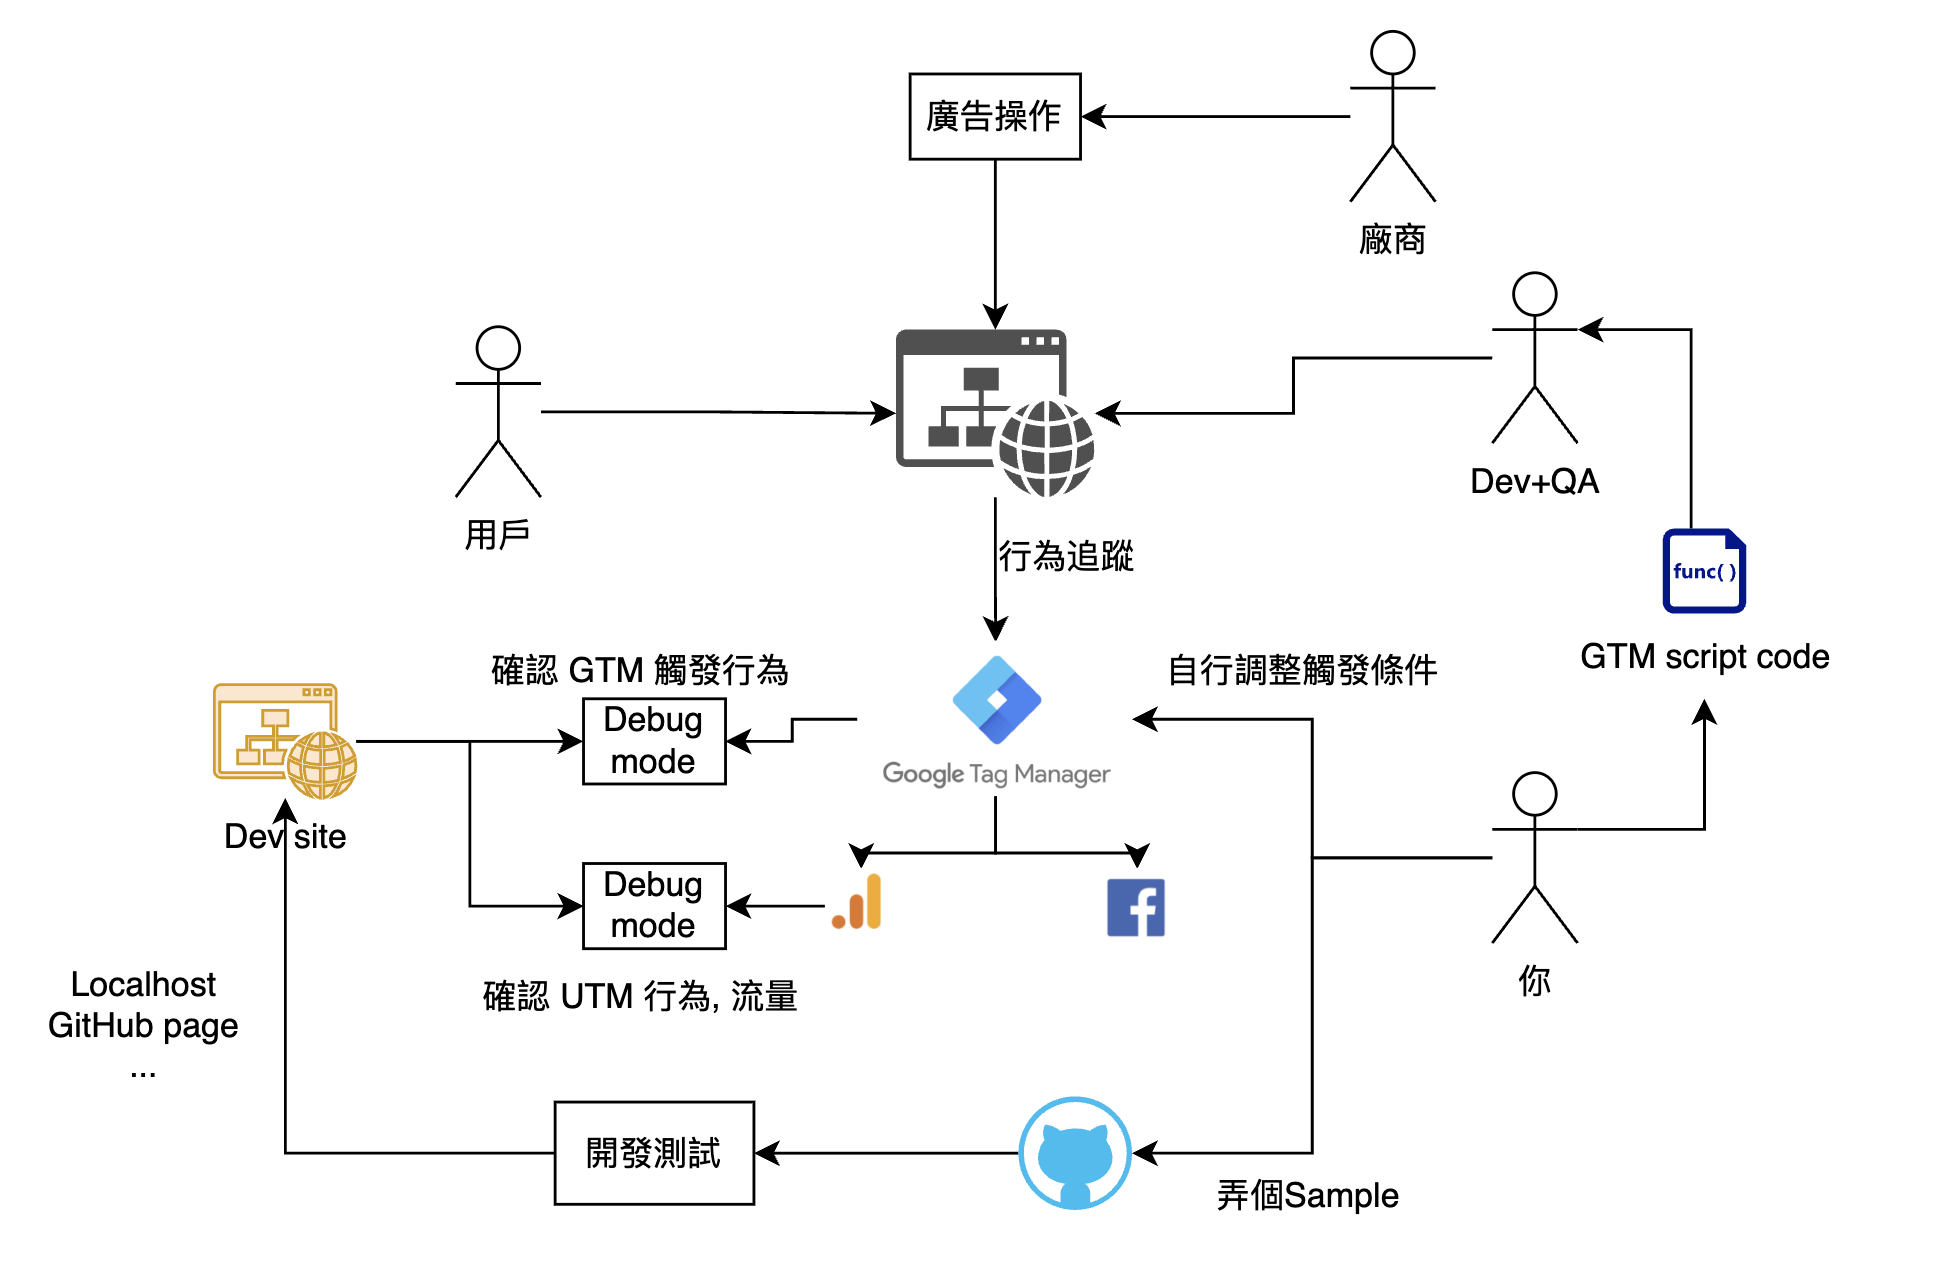 廣告操作
廠商
用戶
Dev+QA
行為追蹤
func( )
GTM script code
確認 GTM 觸發行為
自行調整觸發條件
Debug
mode
Google Tag Manager
Dev site
Debug
mode
確認 UTM 行為, 流量
你
Localhost
GitHub page
...
開發測試
弄個Sample